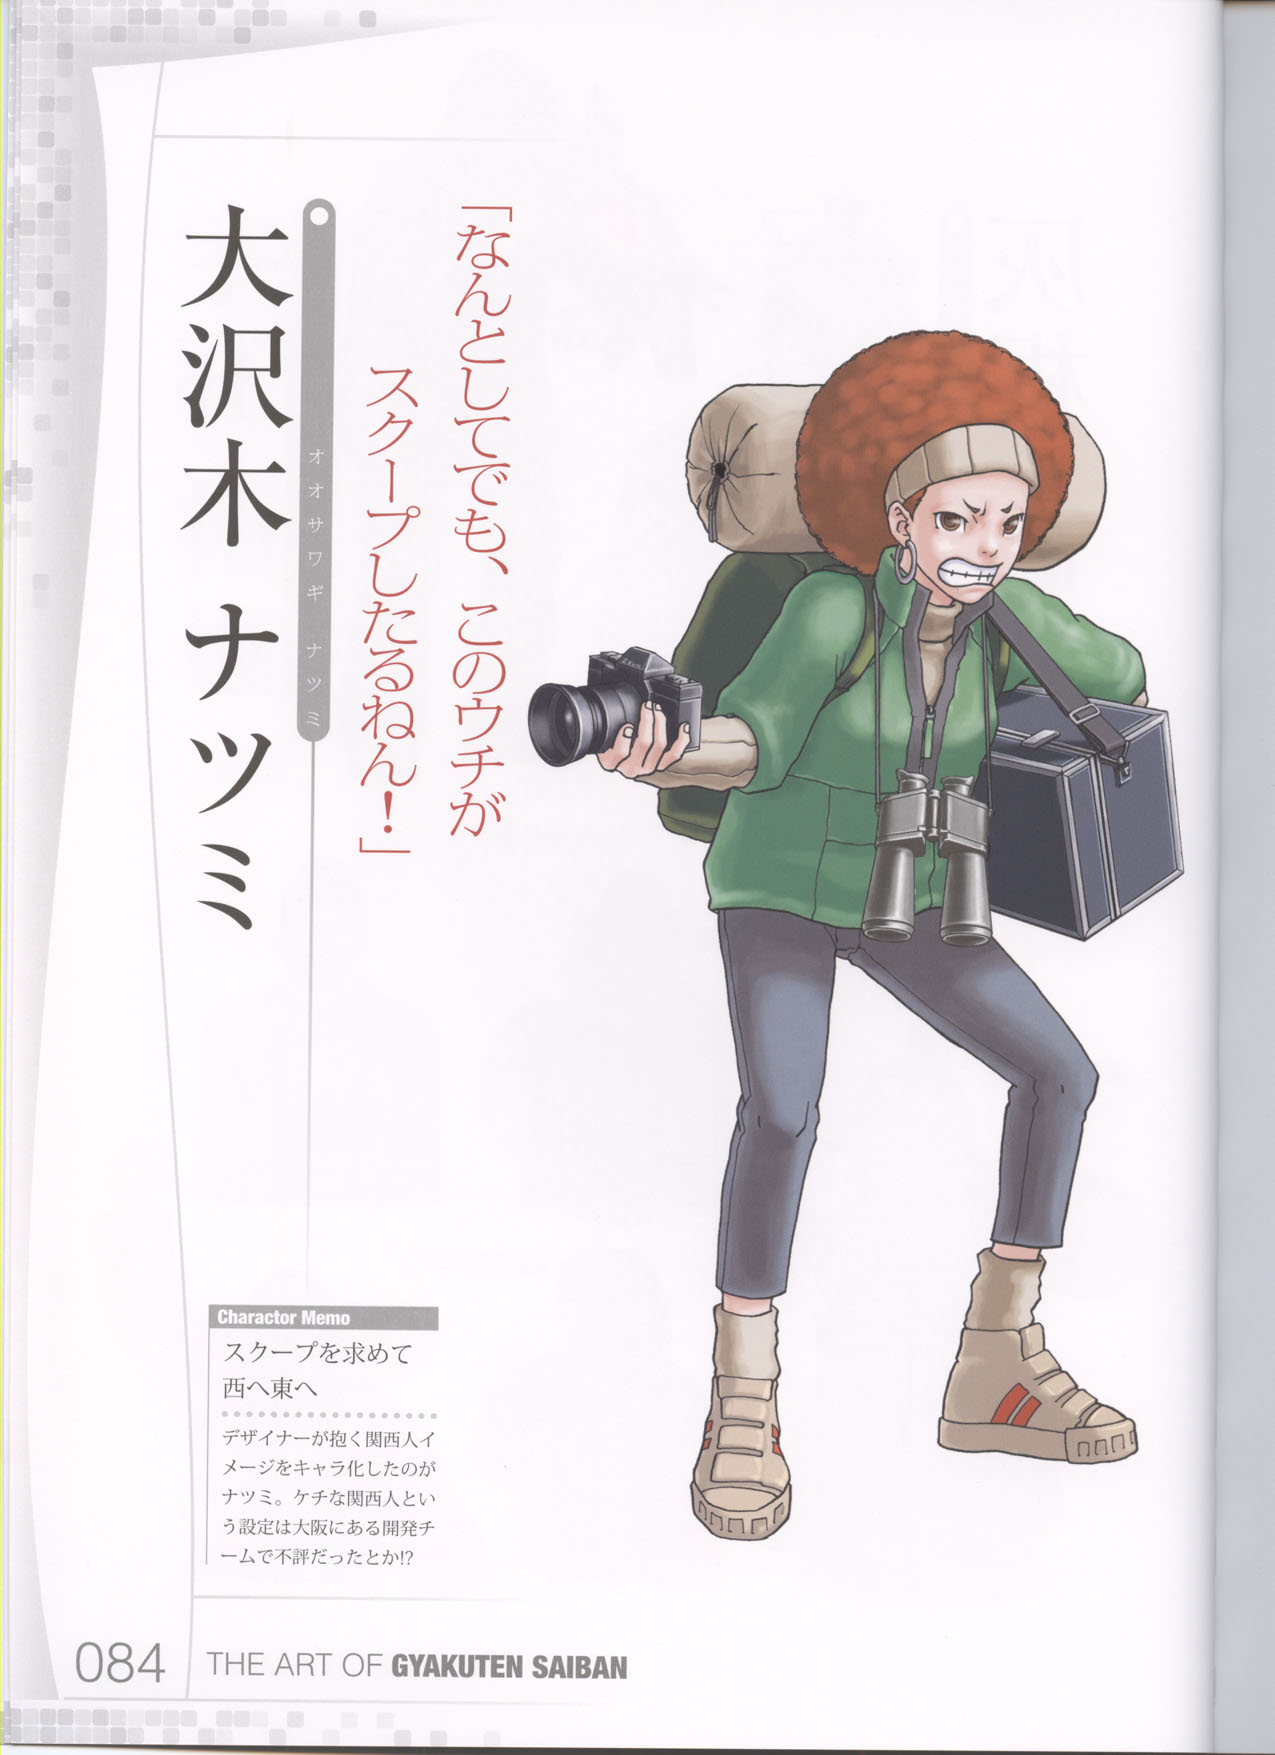 「なんとしてでも、このウチが
スクープしたるねん！」
オオサワギ ナツミ
大沢木 ナツミ
Charactor Memo
スクープを求めて
西へ東へ
デザイナーが抱く関西人イ
メージをキャラ化したのが
ナツミ。ケチな関西人とい
う設定は大阪にある開発チ
ームで不評だったとか!?
084 THE ART OF GYAKUTEN SAIBAN